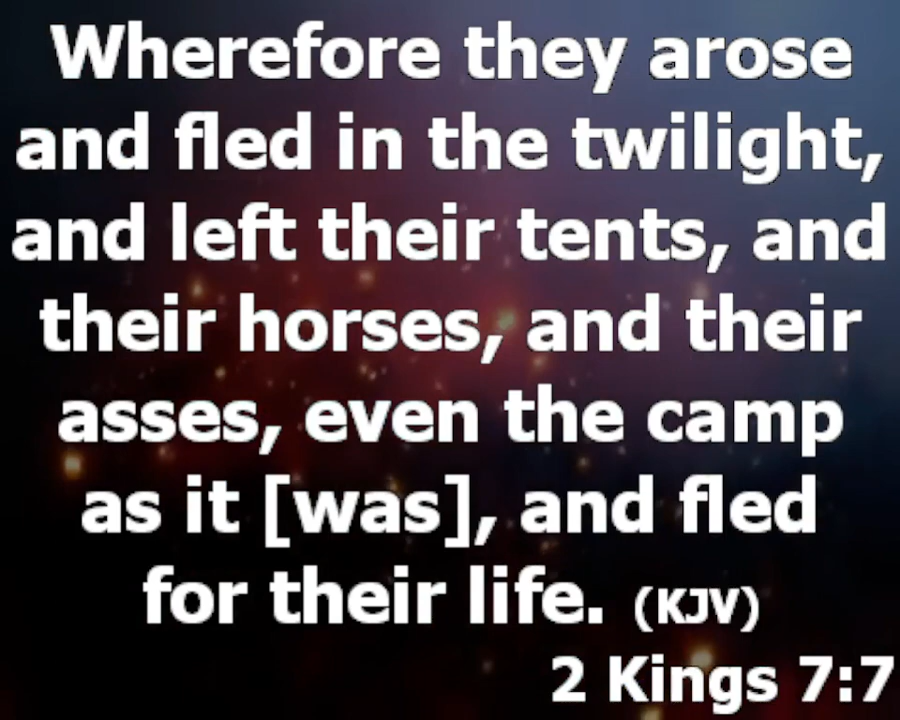 Wherefore they arose
and fled in the twilight,
and left their tents, and
their horses, and their
asses, even the camp
as it [was], and fled
for their life. (KJV)
2 Kings 7:7